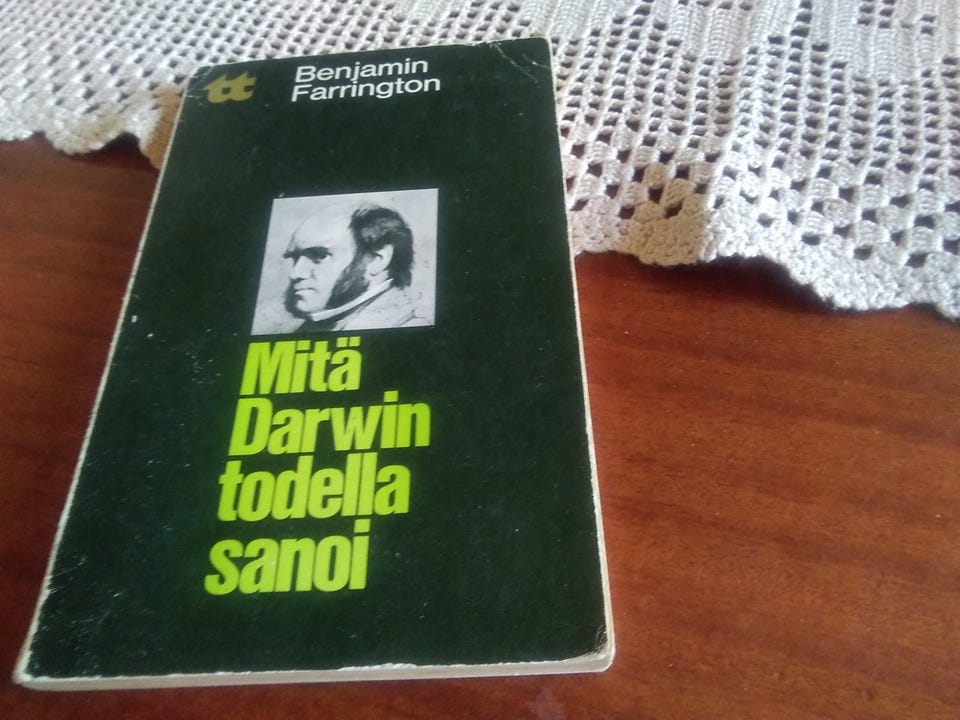 tt
Benjamin
Farrington
Mitä
Darwin
todella
sanoi